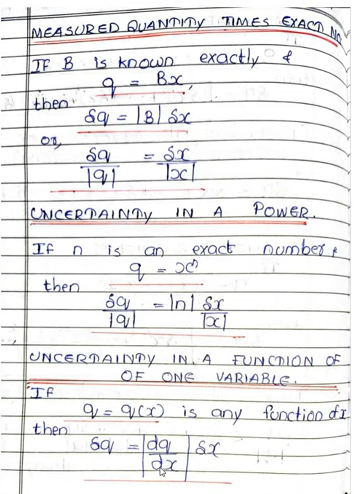 MEASURED QUANTITY TIMES EXACT No.
IF B is known exactly &
q = Bx,
then
δq = |B| δx
or,
δq/|q| = δx/|x|
UNCERTAINTY IN A POWER.
If n is an exact number &
q = xⁿ
then
δq/|q| = |n| δx/|x|
UNCERTAINTY IN A FUNCTION OF
OF ONE VARIABLE.
If
q = q(x) is any function of x
then
δq = |dq/dx| δx